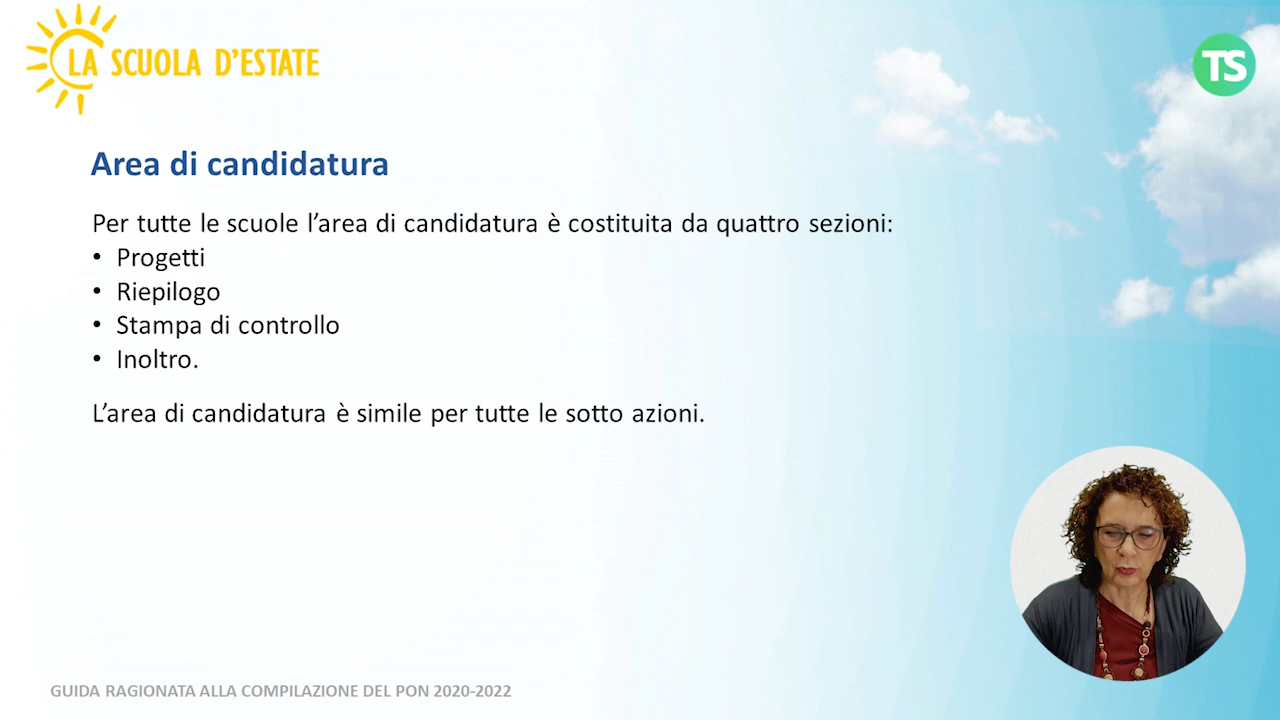 LA SCUOLA D'ESTATE
TS
Area di candidatura
Per tutte le scuole l’area di candidatura è costituita da quattro sezioni:
• Progetti
• Riepilogo
• Stampa di controllo
• Inoltro.
L’area di candidatura è simile per tutte le sotto azioni.
GUIDA RAGIONATA ALLA COMPILAZIONE DEL PON 2020-2022